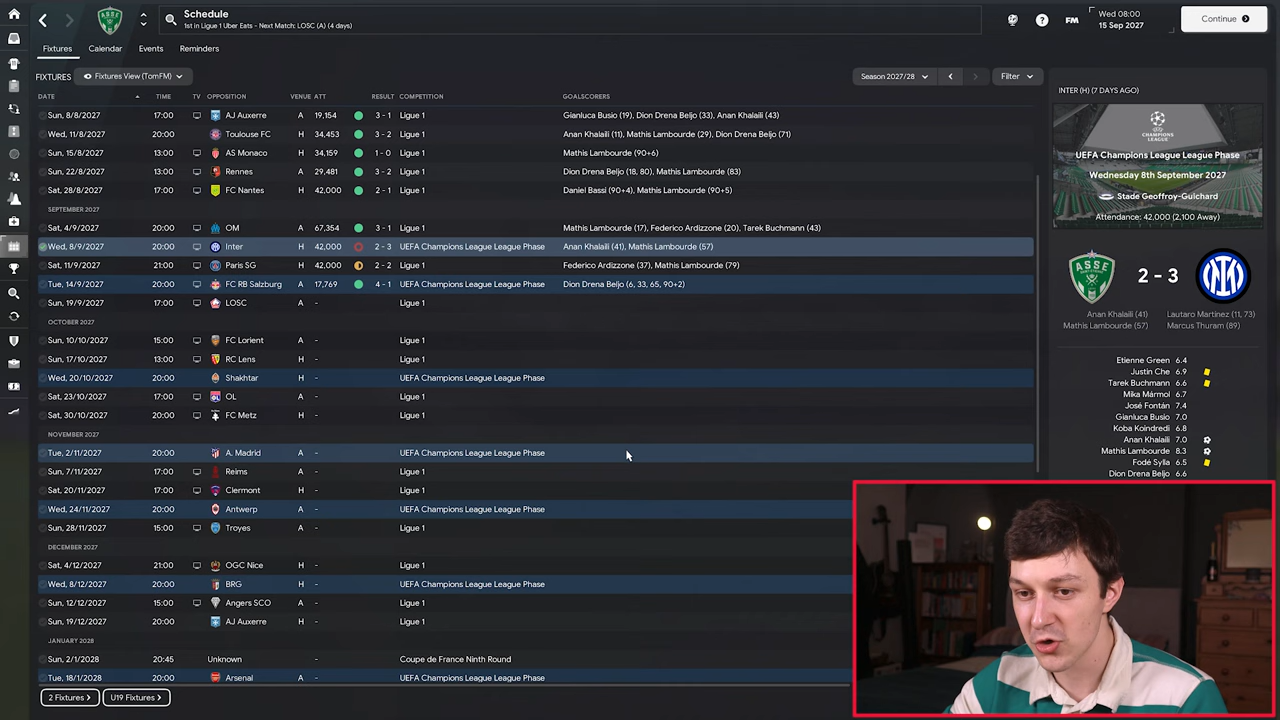 Schedule
1st in Ligue 1 Uber Eats - Next Match: LOSC (A) (4 days)
FM
Wed 08:00
15 Sep 2027
Continue
Fixtures Calendar Events Reminders
FIXTURES Fixtures View (TomFM) Season 2027/28 Filter
DATE TIME TV OPPOSITION VENUE ATT RESULT COMPETITION GOALSCORERS
Sun, 8/8/2027 17:00 AJ Auxerre A 19,154 3 - 1 Ligue 1 Gianluca Busio (19), Dion Drena Beljo (33), Anan Khalaili (43)
Wed, 11/8/2027 20:00 Toulouse FC H 34,453 3 - 2 Ligue 1 Anan Khalaili (11), Mathis Lambourde (29), Dion Drena Beljo (71)
Sun, 15/8/2027 13:00 AS Monaco H 34,159 1 - 0 Ligue 1 Mathis Lambourde (90+6)
Sun, 22/8/2027 13:00 Rennes A 29,481 3 - 2 Ligue 1 Dion Drena Beljo (18, 80), Mathis Lambourde (83)
Sat, 28/8/2027 17:00 FC Nantes H 42,000 2 - 1 Ligue 1 Daniel Bassi (90+4), Mathis Lambourde (90+5)
SEPTEMBER 2027
Sat, 4/9/2027 20:00 OM A 67,354 3 - 1 Ligue 1 Mathis Lambourde (17), Federico Ardizzone (20), Tarek Buchmann (43)
Wed, 8/9/2027 20:00 Inter H 42,000 2 - 3 UEFA Champions League League Phase Anan Khalaili (41), Mathis Lambourde (57)
Sat, 11/9/2027 21:00 Paris SG H 42,000 2 - 2 Ligue 1 Federico Ardizzone (37), Mathis Lambourde (79)
Tue, 14/9/2027 20:00 FC RB Salzburg A 17,769 4 - 1 UEFA Champions League League Phase Dion Drena Beljo (6, 33, 65, 90+2)
Sun, 19/9/2027 17:00 LOSC A - Ligue 1
OCTOBER 2027
Sun, 10/10/2027 15:00 FC Lorient A - Ligue 1
Sun, 17/10/2027 13:00 RC Lens H - Ligue 1
Wed, 20/10/2027 20:00 Shakhtar H - UEFA Champions League League Phase
Sat, 23/10/2027 17:00 OL A - Ligue 1
Sat, 30/10/2027 20:00 FC Metz H - Ligue 1
NOVEMBER 2027
Tue, 2/11/2027 20:00 A. Madrid A - UEFA Champions League League Phase
Sun, 7/11/2027 17:00 Reims A - Ligue 1
Sat, 20/11/2027 17:00 Clermont H - Ligue 1
Wed, 24/11/2027 20:00 Antwerp A - UEFA Champions League League Phase
Sun, 28/11/2027 15:00 Troyes A - Ligue 1
DECEMBER 2027
Sat, 4/12/2027 21:00 OGC Nice H - Ligue 1
Wed, 8/12/2027 20:00 BRG H - UEFA Champions League League Phase
Sun, 12/12/2027 15:00 Angers SCO A - Ligue 1
Sun, 19/12/2027 20:00 AJ Auxerre H - Ligue 1
JANUARY 2028
Sun, 2/1/2028 20:45 Unknown - Coupe de France Ninth Round
Tue, 18/1/2028 20:00 Arsenal A - UEFA Champions League League Phase
2 Fixtures > U19 Fixtures >
INTER (H) (7 DAYS AGO)
CHAMPIONS
LEAGUE
UEFA Champions League League Phase
Wednesday 8th September 2027
Stade Geoffroy-Guichard
Attendance: 42,000 (2,100 Away)
ASSE
2 - 3
Anan Khalaili (41) Lautaro Martínez (11, 73)
Mathis Lambourde (57) Marcus Thuram (89)
Etienne Green 6.4
Justin Che 6.9
Tarek Buchmann 6.6
Mika Mármol 6.7
José Fontán 7.4
Gianluca Busio 7.0
Koba Koindredi 6.8
Anan Khalaili 7.0
Mathis Lambourde 8.3
Fodé Sylla 6.5
Dion Drena Beljo 6.6